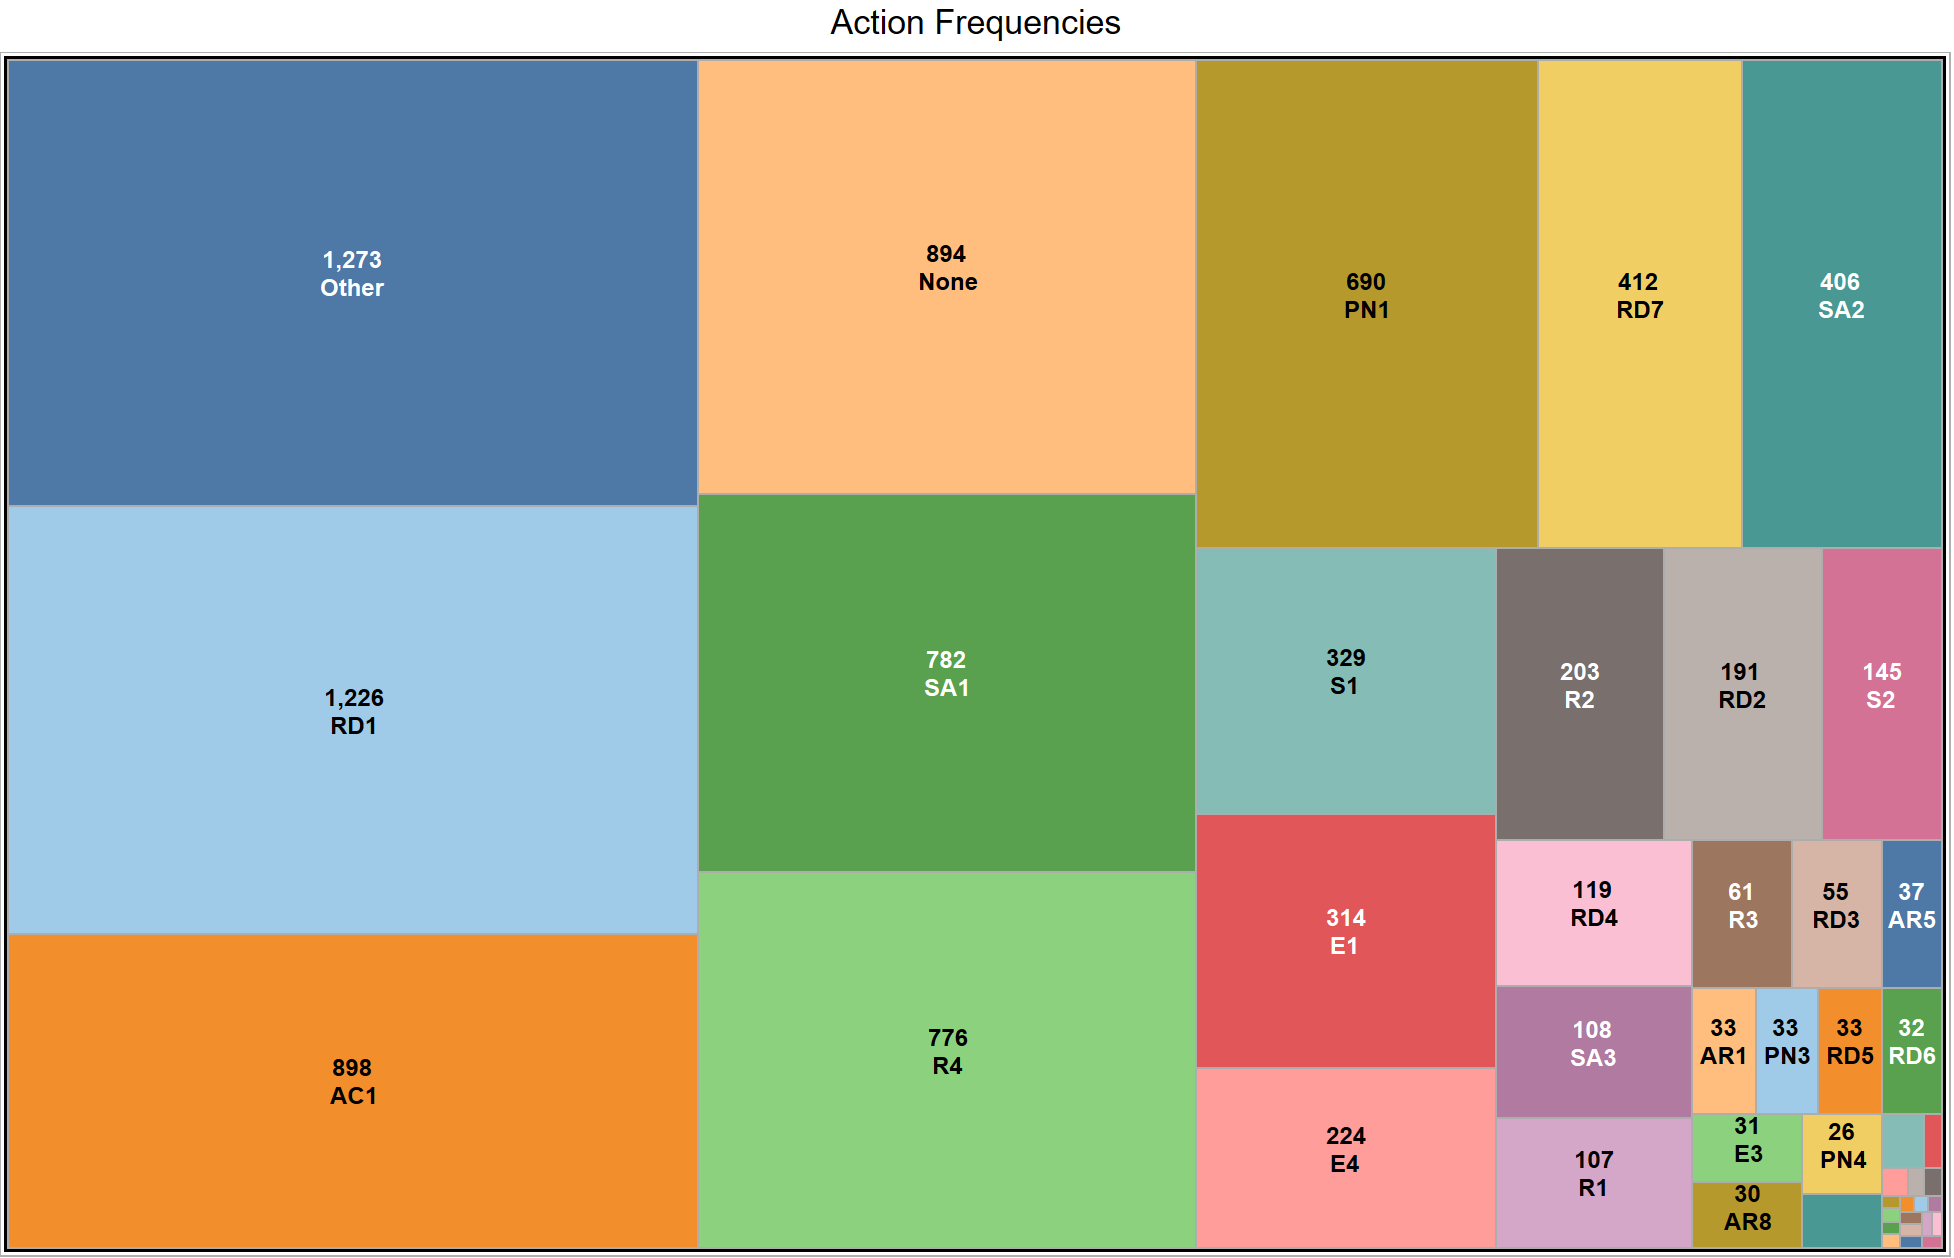 Action Frequencies
1,273
Other
1,226
RD1
898
AC1
894
None
782
SA1
776
R4
690
PN1
412
RD7
406
SA2
329
S1
314
E1
224
E4
203
R2
191
RD2
145
S2
119
RD4
108
SA3
107
R1
61
R3
55
RD3
37
AR5
33
AR1
33
PN3
33
RD5
32
RD6
31
E3
30
AR8
26
PN4